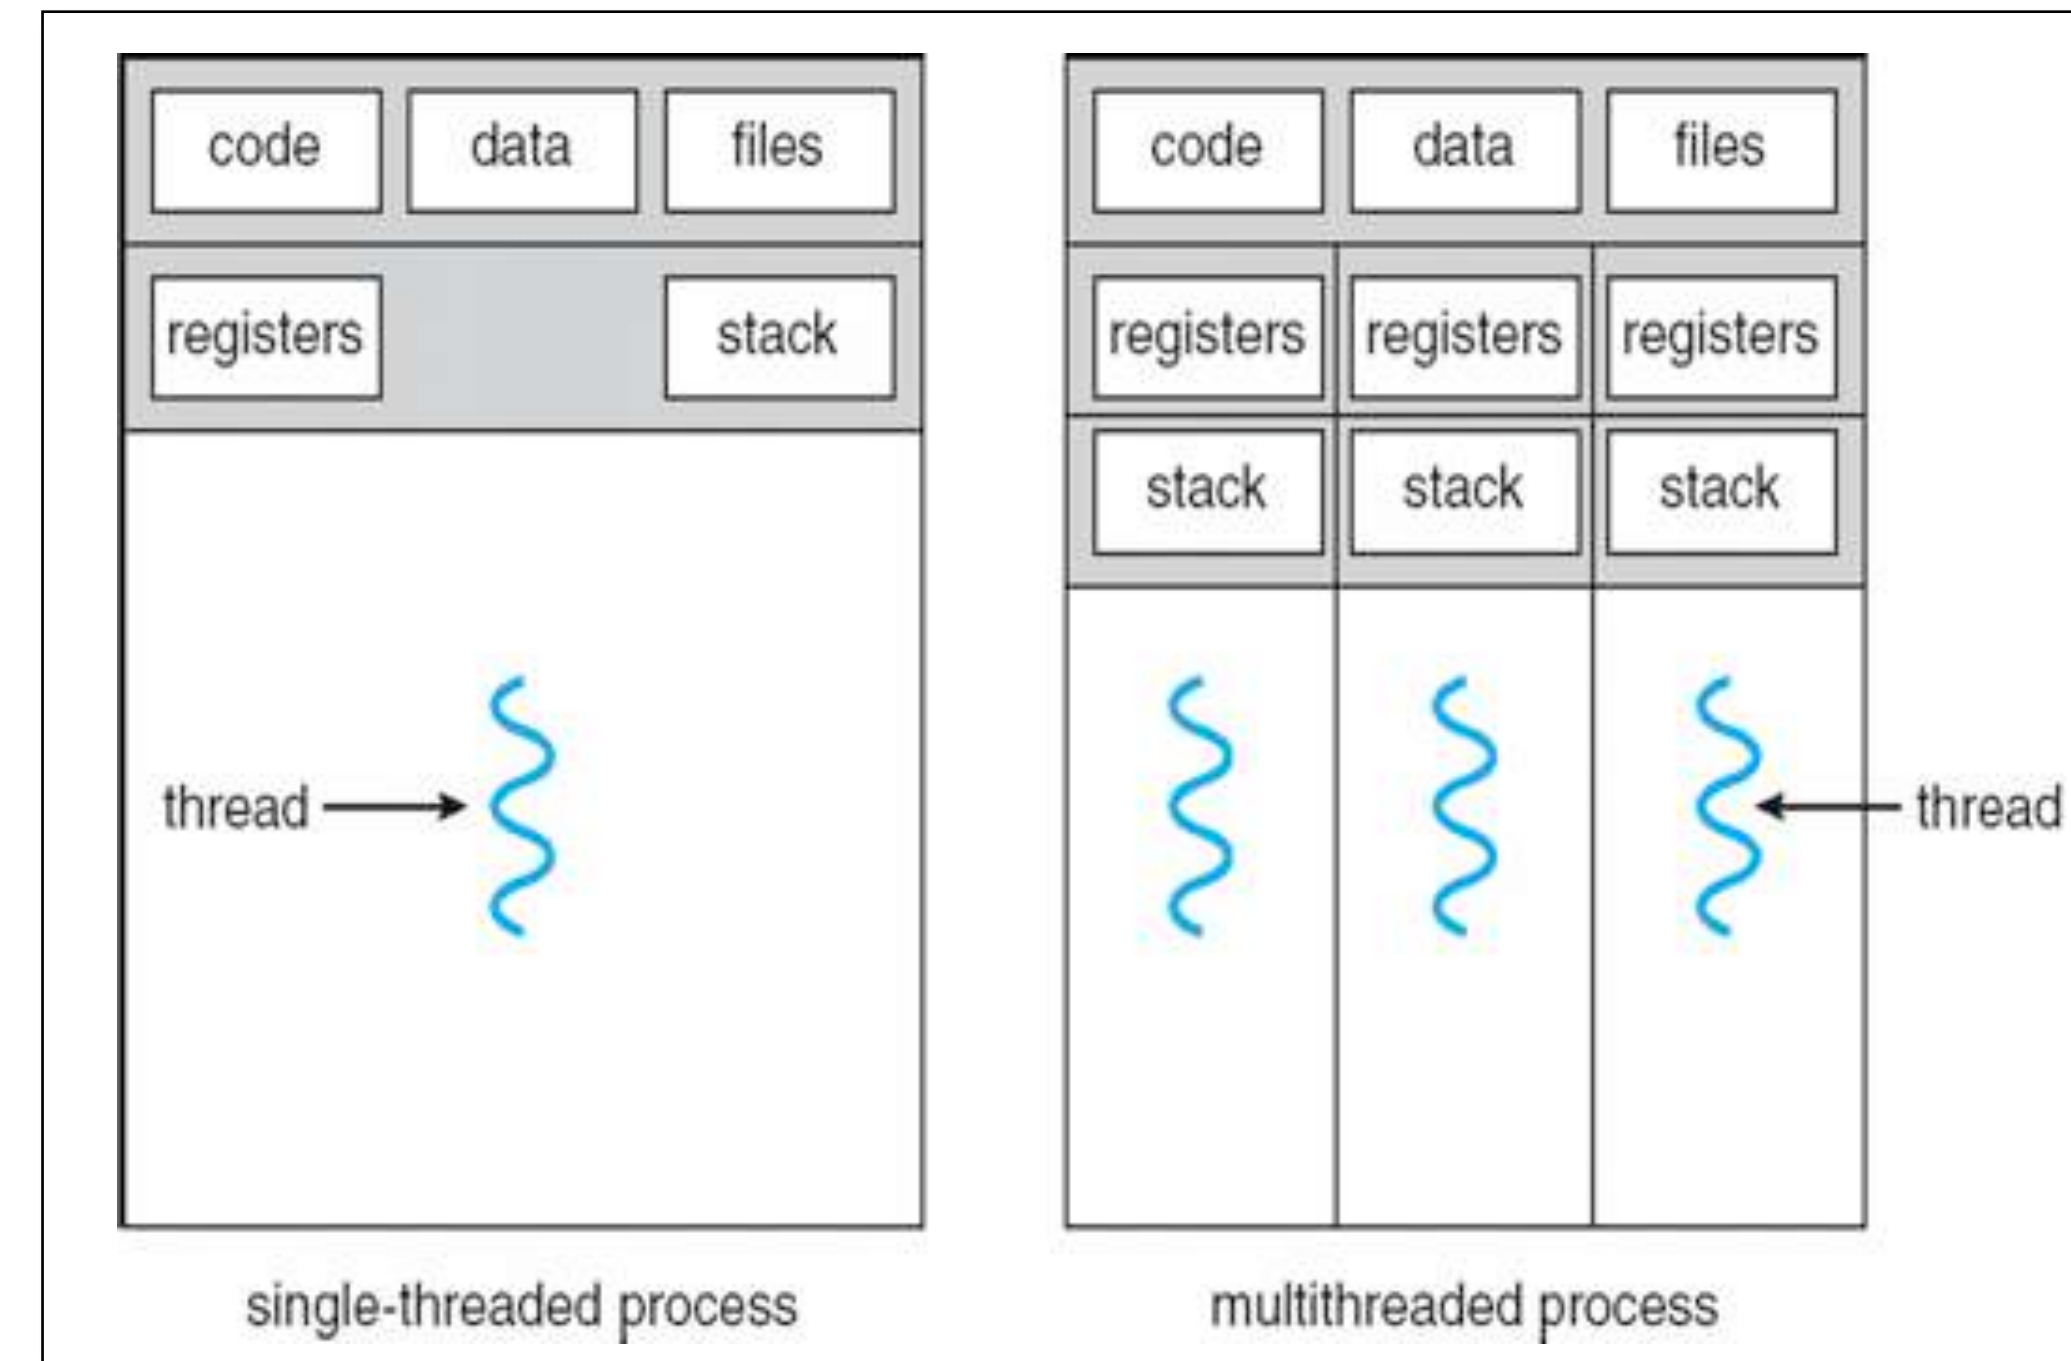 code data files
registers stack
thread
single-threaded process
code data files
registers registers registers
stack stack stack
thread
multithreaded process